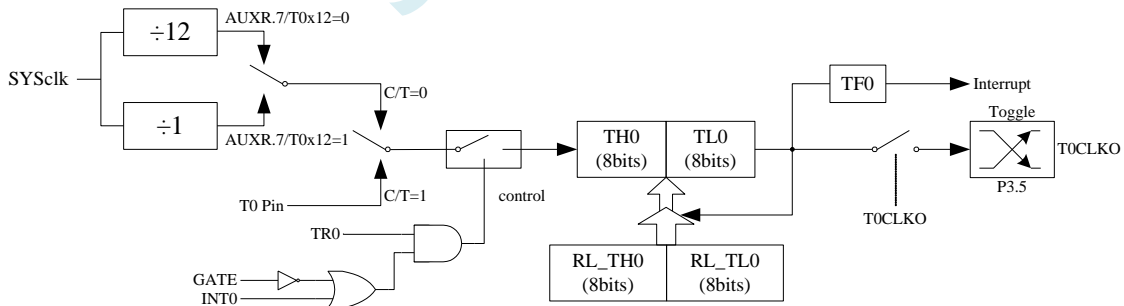 AUXR.7/T0x12=0
÷12
SYSclk
÷1
AUXR.7/T0x12=1
C/T=0
C/T=1
T0 Pin
control
TR0
GATE
INT0
TH0
(8bits)
TL0
(8bits)
RL_TH0
(8bits)
RL_TL0
(8bits)
TF0
Interrupt
Toggle
T0CLKO
P3.5
T0CLKO